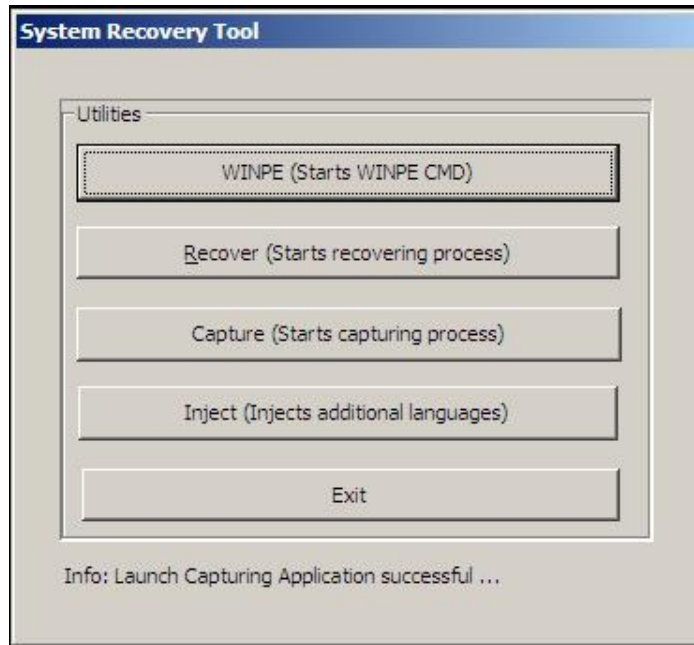 System Recovery Tool
Utilities
WINPE (Starts WINPE CMD)
Recover (Starts recovering process)
Capture (Starts capturing process)
Inject (Injects additional languages)
Exit
Info: Launch Capturing Application successful ...